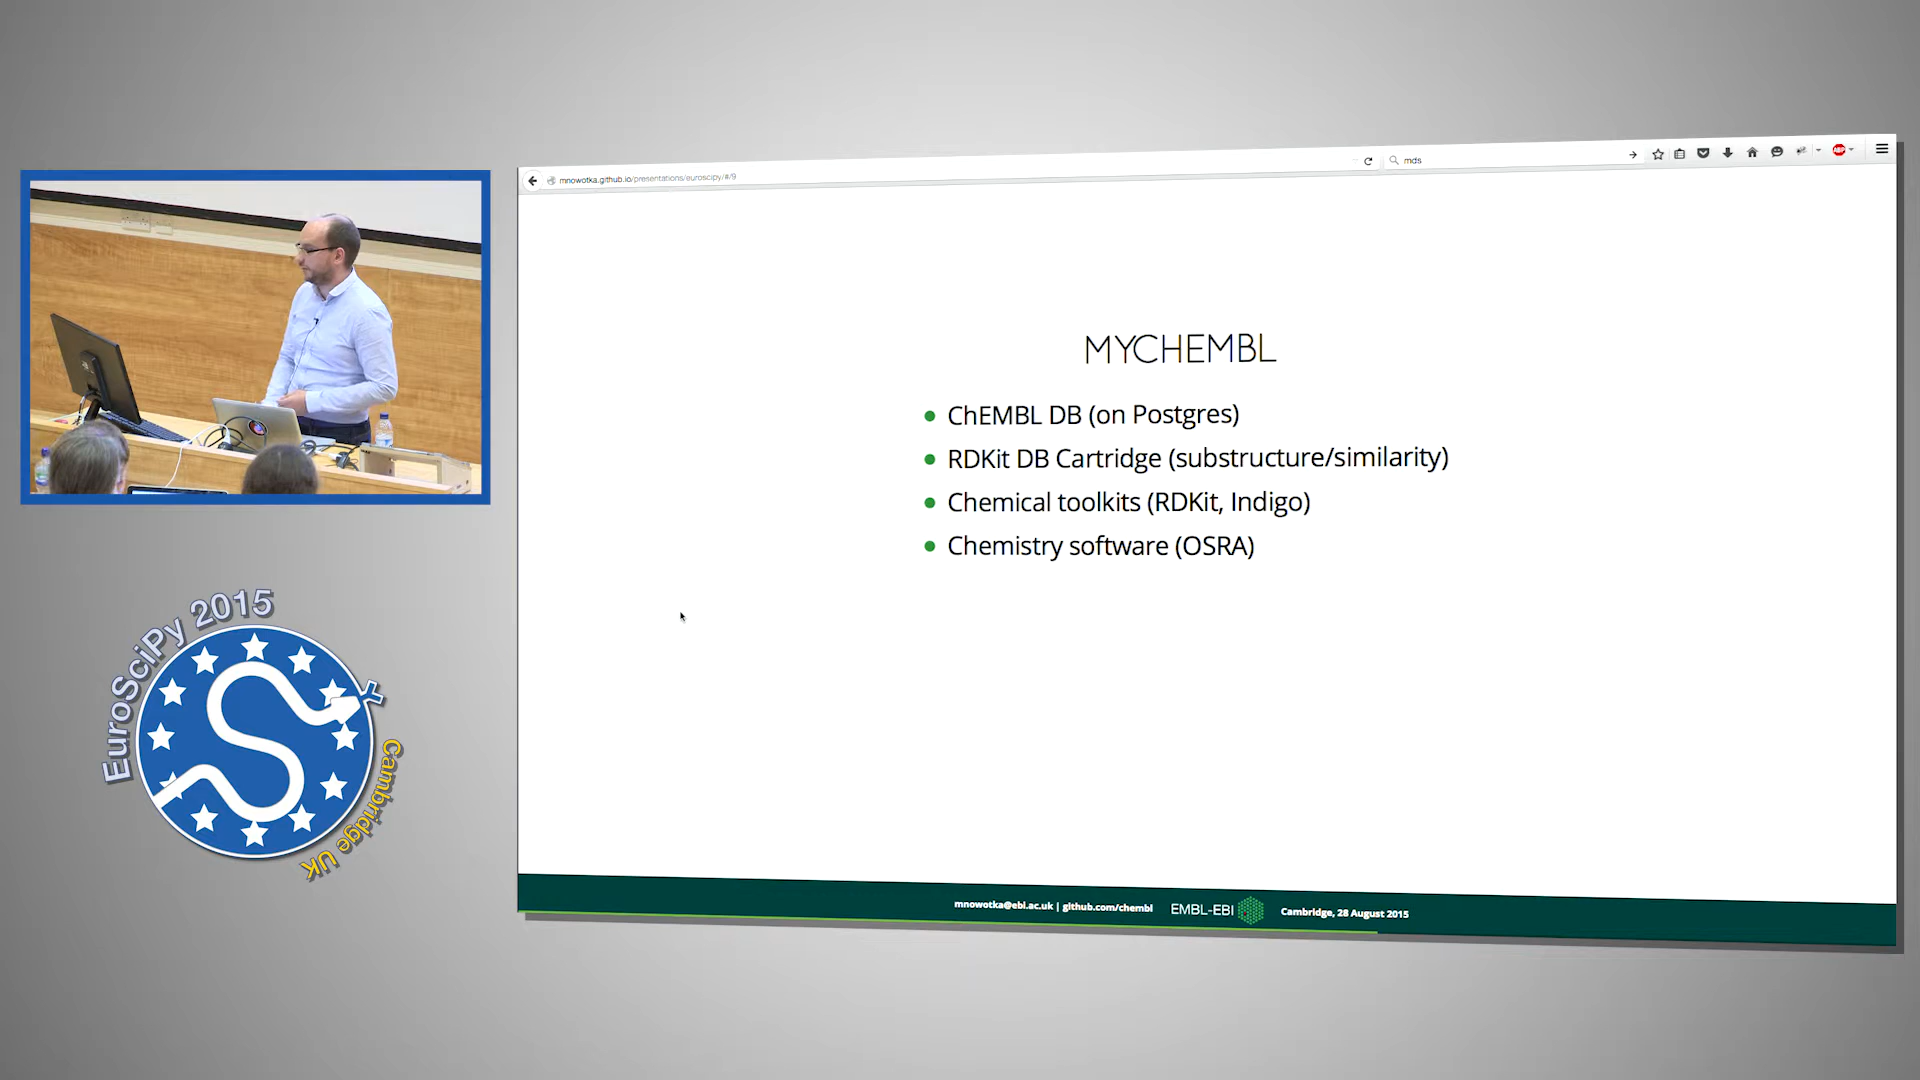 mnowotka.github.io/presentations/euroscipy/#/9
mds
ABP
MYCHEMBL
ChEMBL DB (on Postgres)
RDKit DB Cartridge (substructure/similarity)
Chemical toolkits (RDKit, Indigo)
Chemistry software (OSRA)
mnowotka@ebl.ac.uk | github.com/chembl
EMBL-EBI
Cambridge, 28 August 2015
EuroSciPy 2015
Cambridge UK